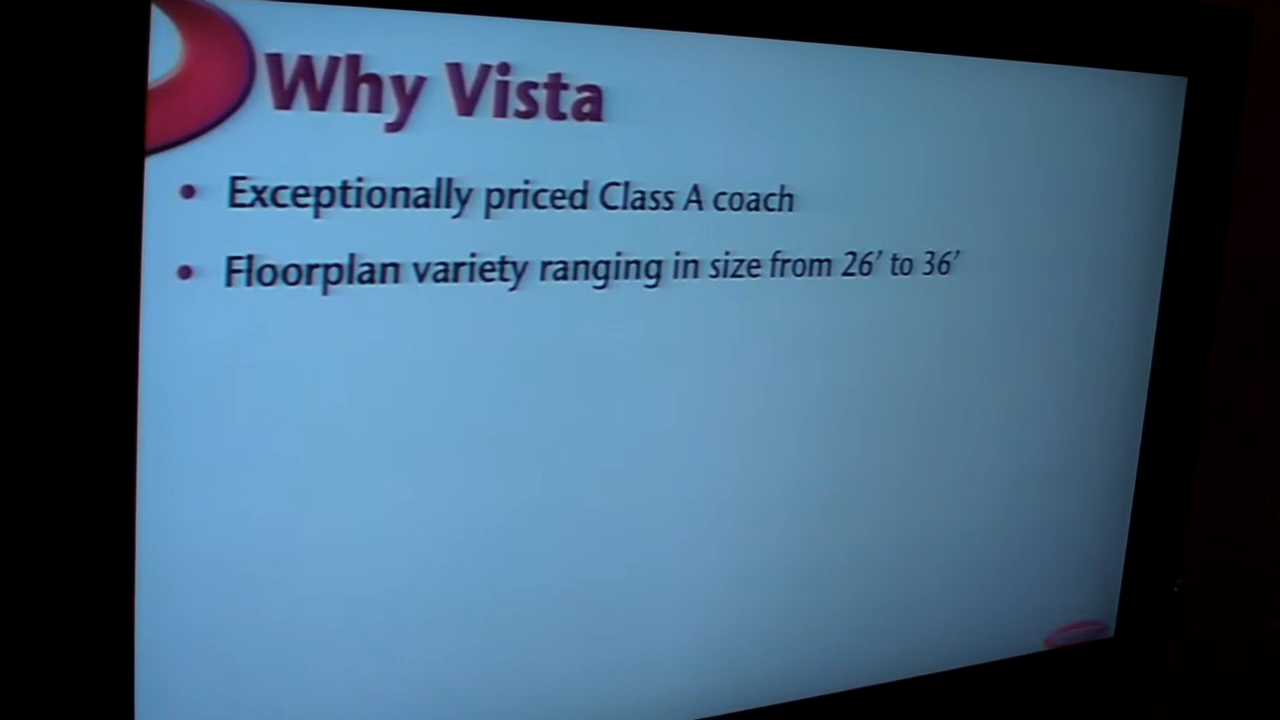 Why Vista
• Exceptionally priced Class A coach
• Floorplan variety ranging in size from 26' to 36'